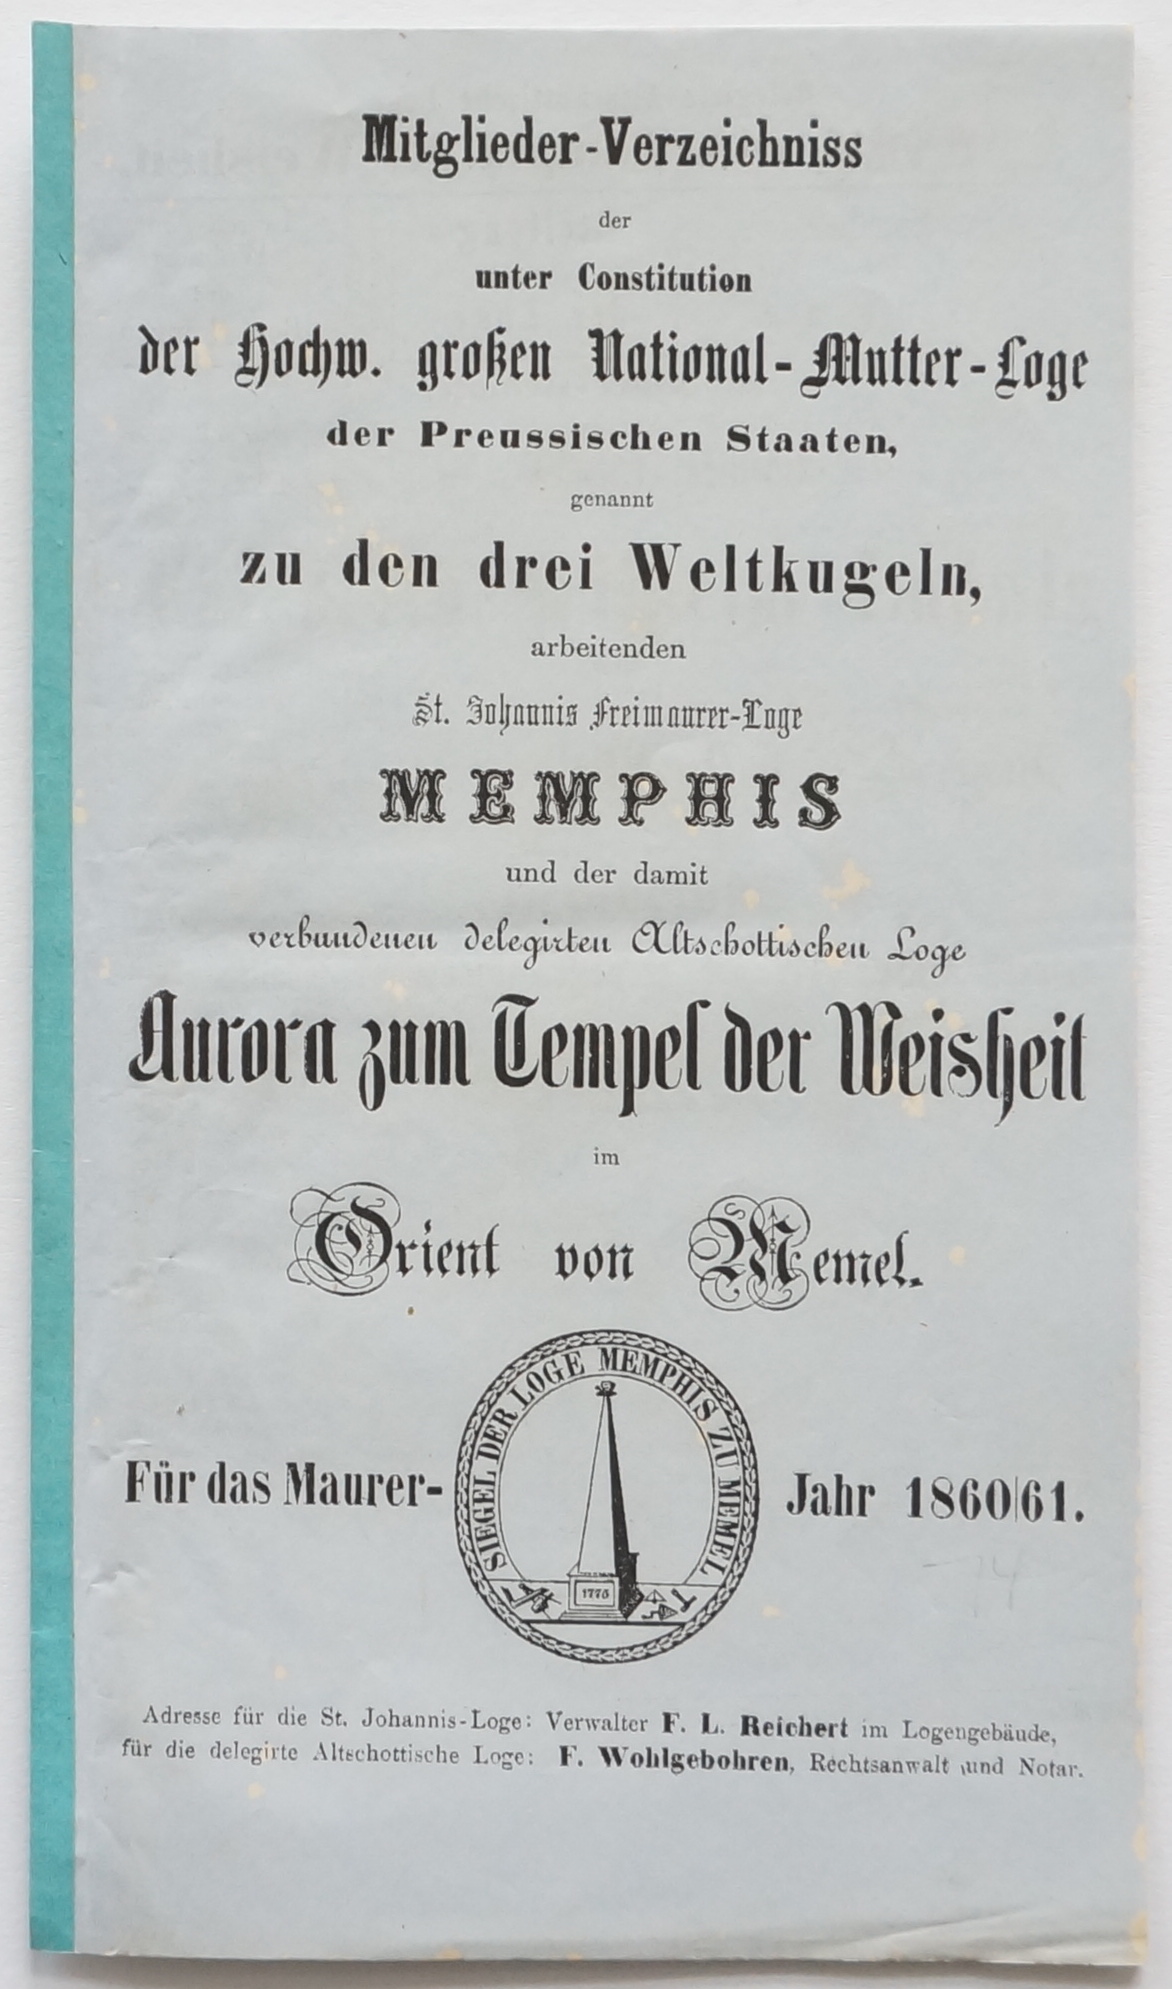 Mitglieder-Verzeichniss
der
unter Constitution
der Hochw. großen National-Mutter-Loge
der Preussischen Staaten,
genannt
zu den drei Weltkugeln,
arbeitenden
St. Johannis Freimaurer-Loge
MEMPHIS
und der damit
verbundenen delegirten Altschottischen Loge
Aurora zum Tempel der Weisheit
im
Orient von Memel.
SIEGEL DER LOGE MEMPHIS ZU MEMEL
Für das Maurer- Jahr 1860|61.
1775
Adresse für die St. Johannis-Loge: Verwalter F. L. Reichert im Logengebäude,
für die delegirte Altschottische Loge: F. Wohlgebohren, Rechtsanwalt und Notar.